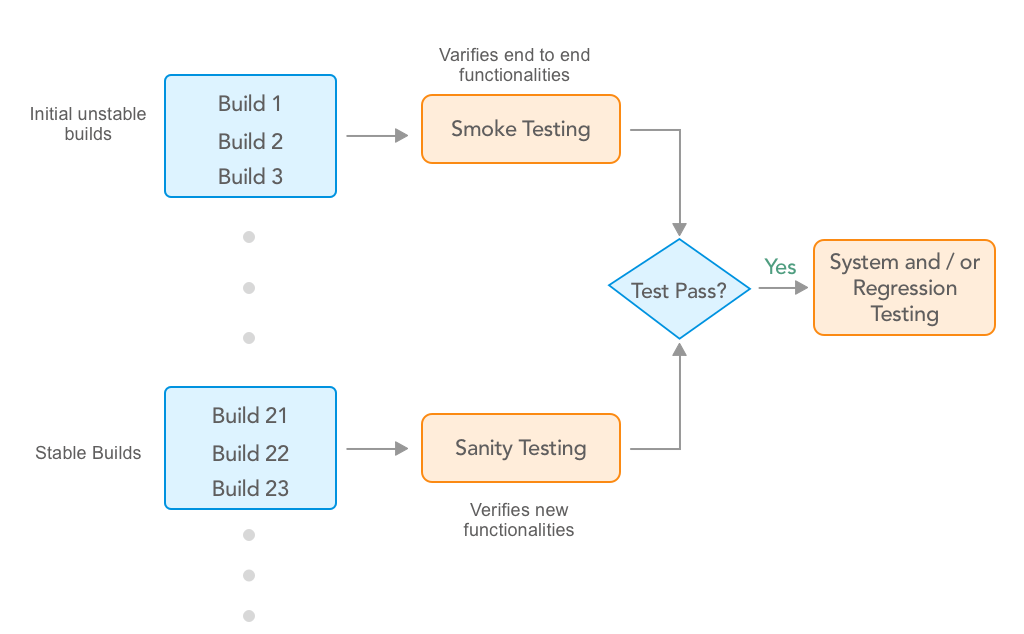 Varifies end to end
functionalities
Initial unstable
builds
Build 1
Build 2
Build 3
Smoke Testing
Test Pass?
Yes
System and / or
Regression
Testing
Stable Builds
Build 21
Build 22
Build 23
Sanity Testing
Verifies new
functionalities